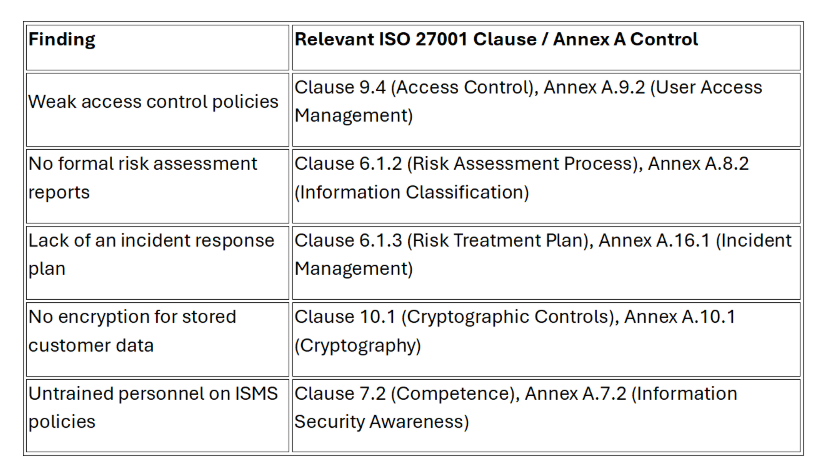 Finding
Relevant ISO 27001 Clause / Annex A Control
Weak access control policies
Clause 9.4 (Access Control), Annex A.9.2 (User Access
Management)
No formal risk assessment
reports
Clause 6.1.2 (Risk Assessment Process), Annex A.8.2
(Information Classification)
Lack of an incident response
plan
Clause 6.1.3 (Risk Treatment Plan), Annex A.16.1 (Incident
Management)
No encryption for stored
customer data
Clause 10.1 (Cryptographic Controls), Annex A.10.1
(Cryptography)
Untrained personnel on ISMS
policies
Clause 7.2 (Competence), Annex A.7.2 (Information
Security Awareness)